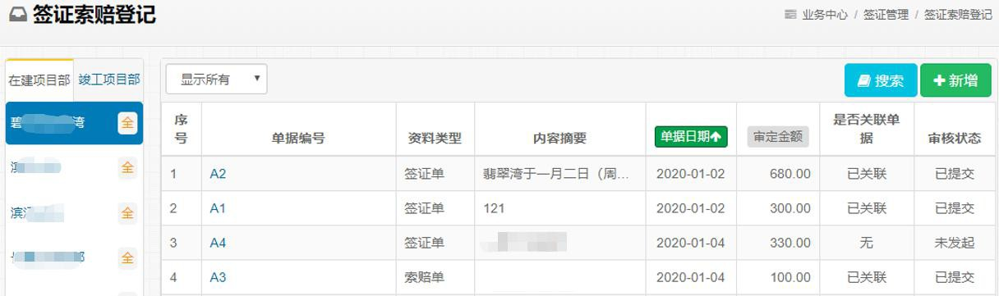 签证索赔登记
业务中心 / 签证管理 / 签证索赔登记
在建项目部 竣工项目部
碧 湾 全
滨 全
滨 全
全
显示所有
搜索 新增
序号 单据编号 资料类型 内容摘要 单据日期 审定金额 是否关联单据 审核状态
1 A2 签证单 翡翠湾于一月二日（周... 2020-01-02 680.00 已关联 已提交
2 A1 签证单 121 2020-01-02 300.00 已关联 已提交
3 A4 签证单 2020-01-04 330.00 无 未发起
4 A3 索赔单 2020-01-04 100.00 已关联 已提交